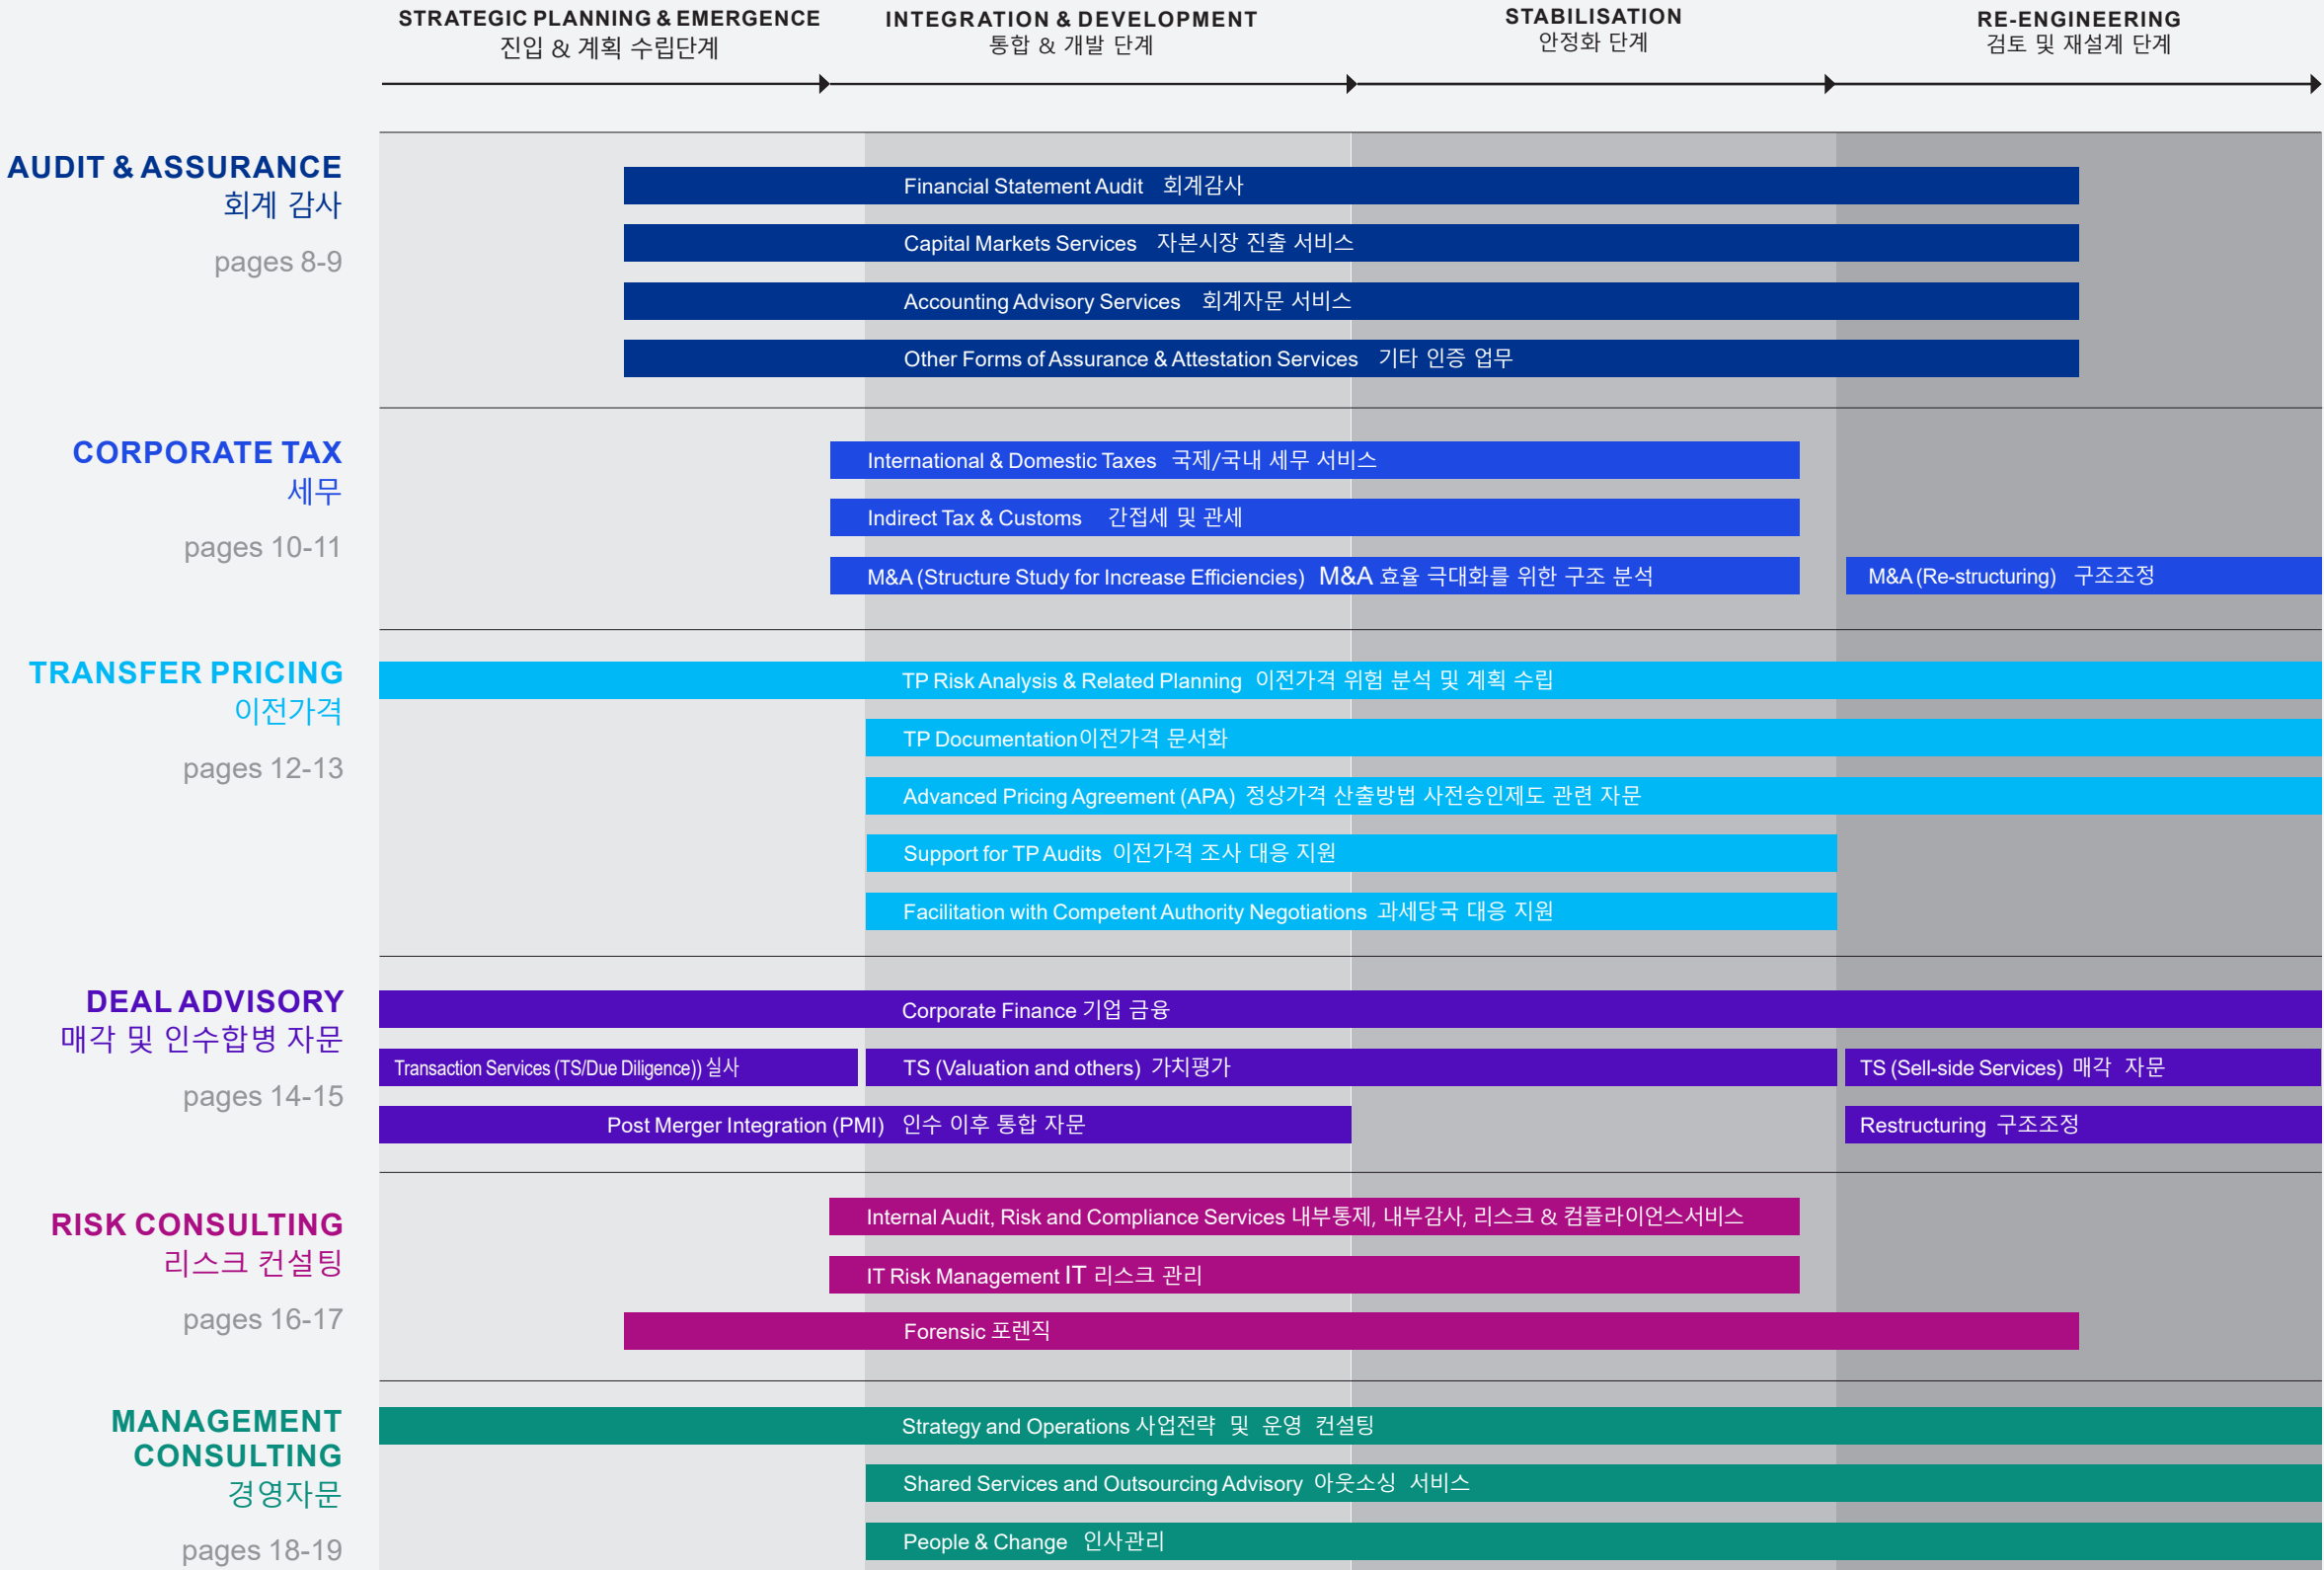 STRATEGIC PLANNING & EMERGENCE
진입 & 계획 수립단계
INTEGRATION & DEVELOPMENT
통합 & 개발 단계
STABILISATION
안정화 단계
RE-ENGINEERING
검토 및 재설계 단계
AUDIT & ASSURANCE
회계 감사
pages 8-9
Financial Statement Audit 회계감사
Capital Markets Services 자본시장 진출 서비스
Accounting Advisory Services 회계자문 서비스
Other Forms of Assurance & Attestation Services 기타 인증 업무
CORPORATE TAX
세무
pages 10-11
International & Domestic Taxes 국제/국내 세무 서비스
Indirect Tax & Customs 간접세 및 관세
M&A (Structure Study for Increase Efficiencies) M&A 효율 극대화를 위한 구조 분석
M&A (Re-structuring) 구조조정
TRANSFER PRICING
이전가격
pages 12-13
TP Risk Analysis & Related Planning 이전가격 위험 분석 및 계획 수립
TP Documentation이전가격 문서화
Advanced Pricing Agreement (APA) 정상가격 산출방법 사전승인제도 관련 자문
Support for TP Audits 이전가격 조사 대응 지원
Facilitation with Competent Authority Negotiations 과세당국 대응 지원
DEAL ADVISORY
매각 및 인수합병 자문
pages 14-15
Corporate Finance 기업 금융
Transaction Services (TS/Due Diligence)) 실사
TS (Valuation and others) 가치평가
TS (Sell-side Services) 매각 자문
Post Merger Integration (PMI) 인수 이후 통합 자문
Restructuring 구조조정
RISK CONSULTING
리스크 컨설팅
pages 16-17
Internal Audit, Risk and Compliance Services 내부통제, 내부감사, 리스크 & 컴플라이언스서비스
IT Risk Management IT 리스크 관리
Forensic 포렌직
MANAGEMENT
CONSULTING
경영자문
pages 18-19
Strategy and Operations 사업전략 및 운영 컨설팅
Shared Services and Outsourcing Advisory 아웃소싱 서비스
People & Change 인사관리